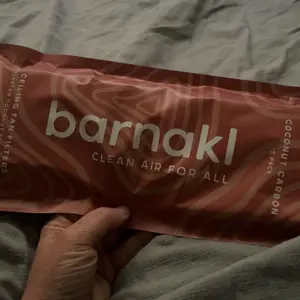 barnakl
CLEAN AIR FOR ALL
CEILING FAN FILTERS
COCONUT CARBON